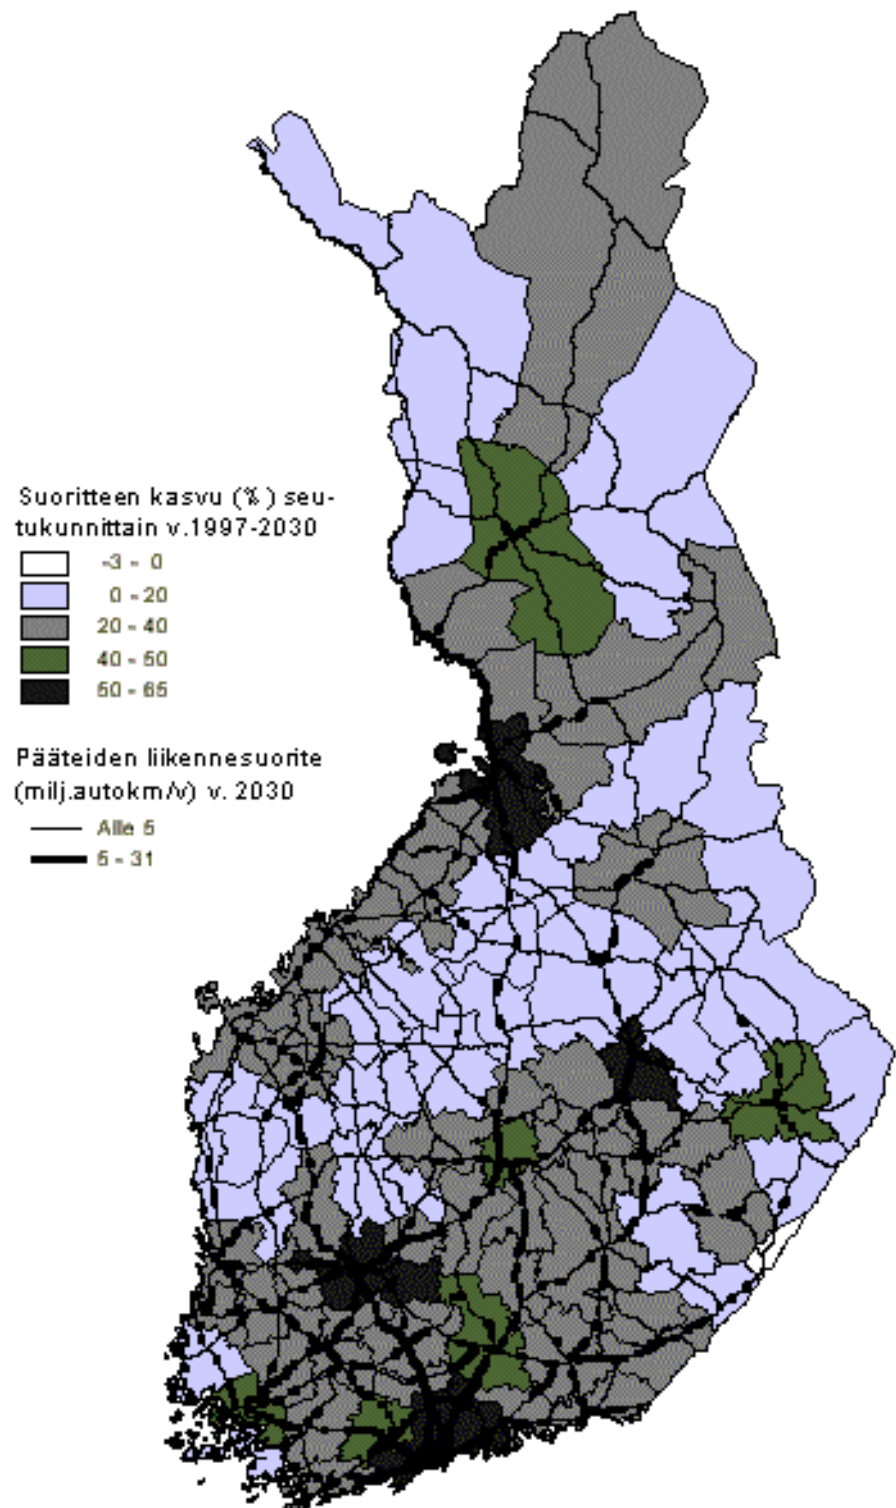 Suoritteen kasvu (%) seu-
tukunnittain v.1997-2030
-3 - 0
0 - 20
20 - 40
40 - 50
50 - 65
Pääteiden liikennesuorite
(milj.autokm/v) v. 2030
Alle 5
5 - 31